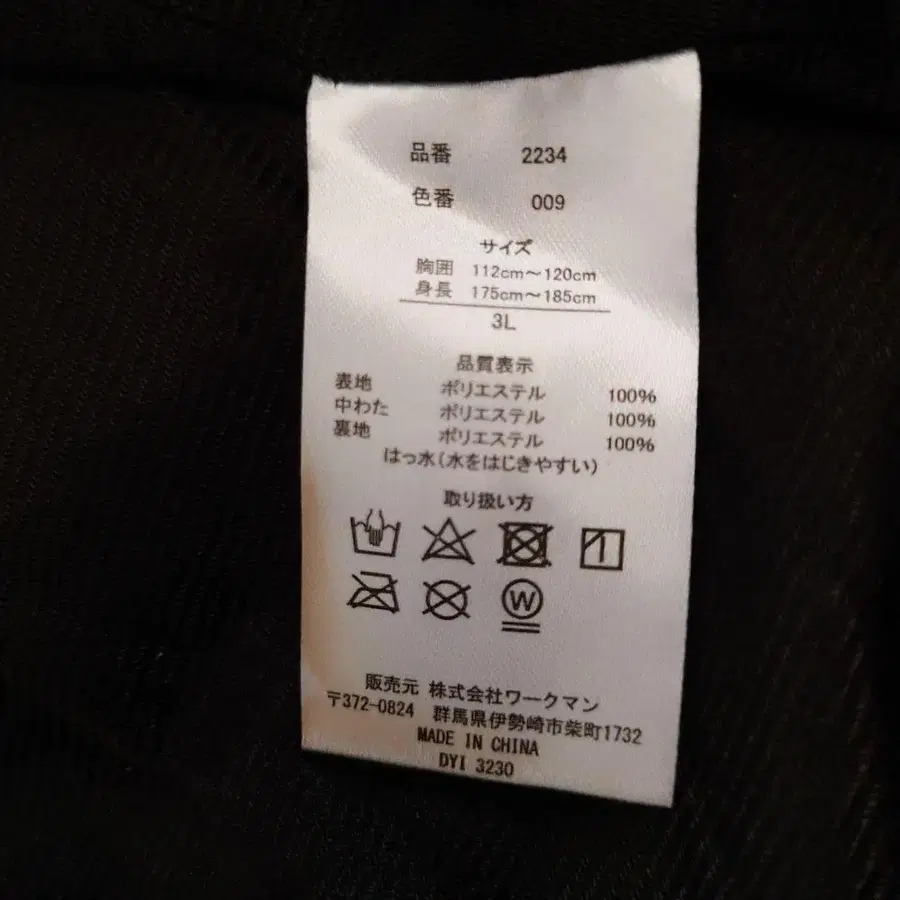 品番 2234
色番 009
サイズ
胸囲 112cm～120cm
身長 175cm～185cm
3L
品質表示
表地 ポリエステル 100%
中わた ポリエステル 100%
裏地 ポリエステル 100%
はっ水(水をはじきやすい)
取り扱い方
W
販売元 株式会社ワークマン
〒372-0824 群馬県伊勢崎市柴町1732
MADE IN CHINA
DYI 3230